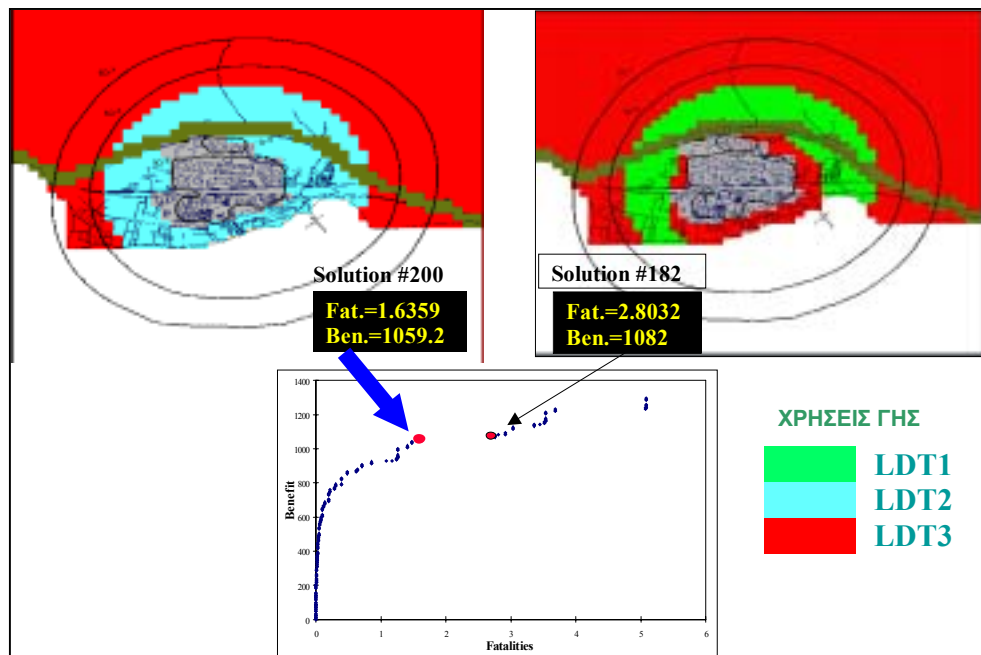 Solution #200
Fat.=1.6359
Ben.=1059.2
Solution #182
Fat.=2.8032
Ben.=1082
1400
1200
1000
800
600
400
200
0
Benefit
0 1 2 3 4 5 6
Fatalities
ΧΡΗΣΕΙΣ ΓΗΣ
LDT1
LDT2
LDT3